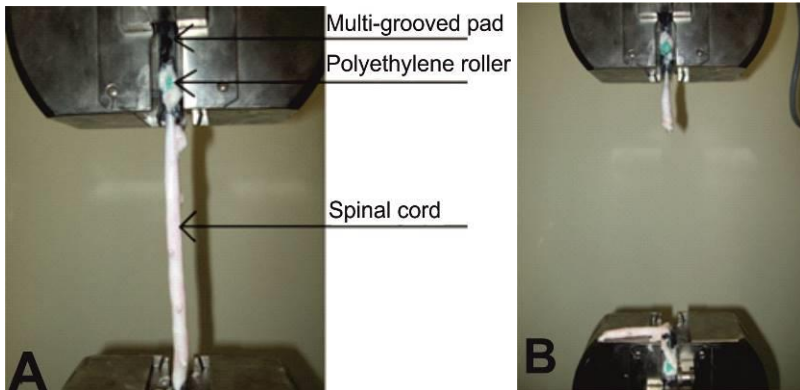 Multi-grooved pad
Polyethylene roller
Spinal cord
A
B